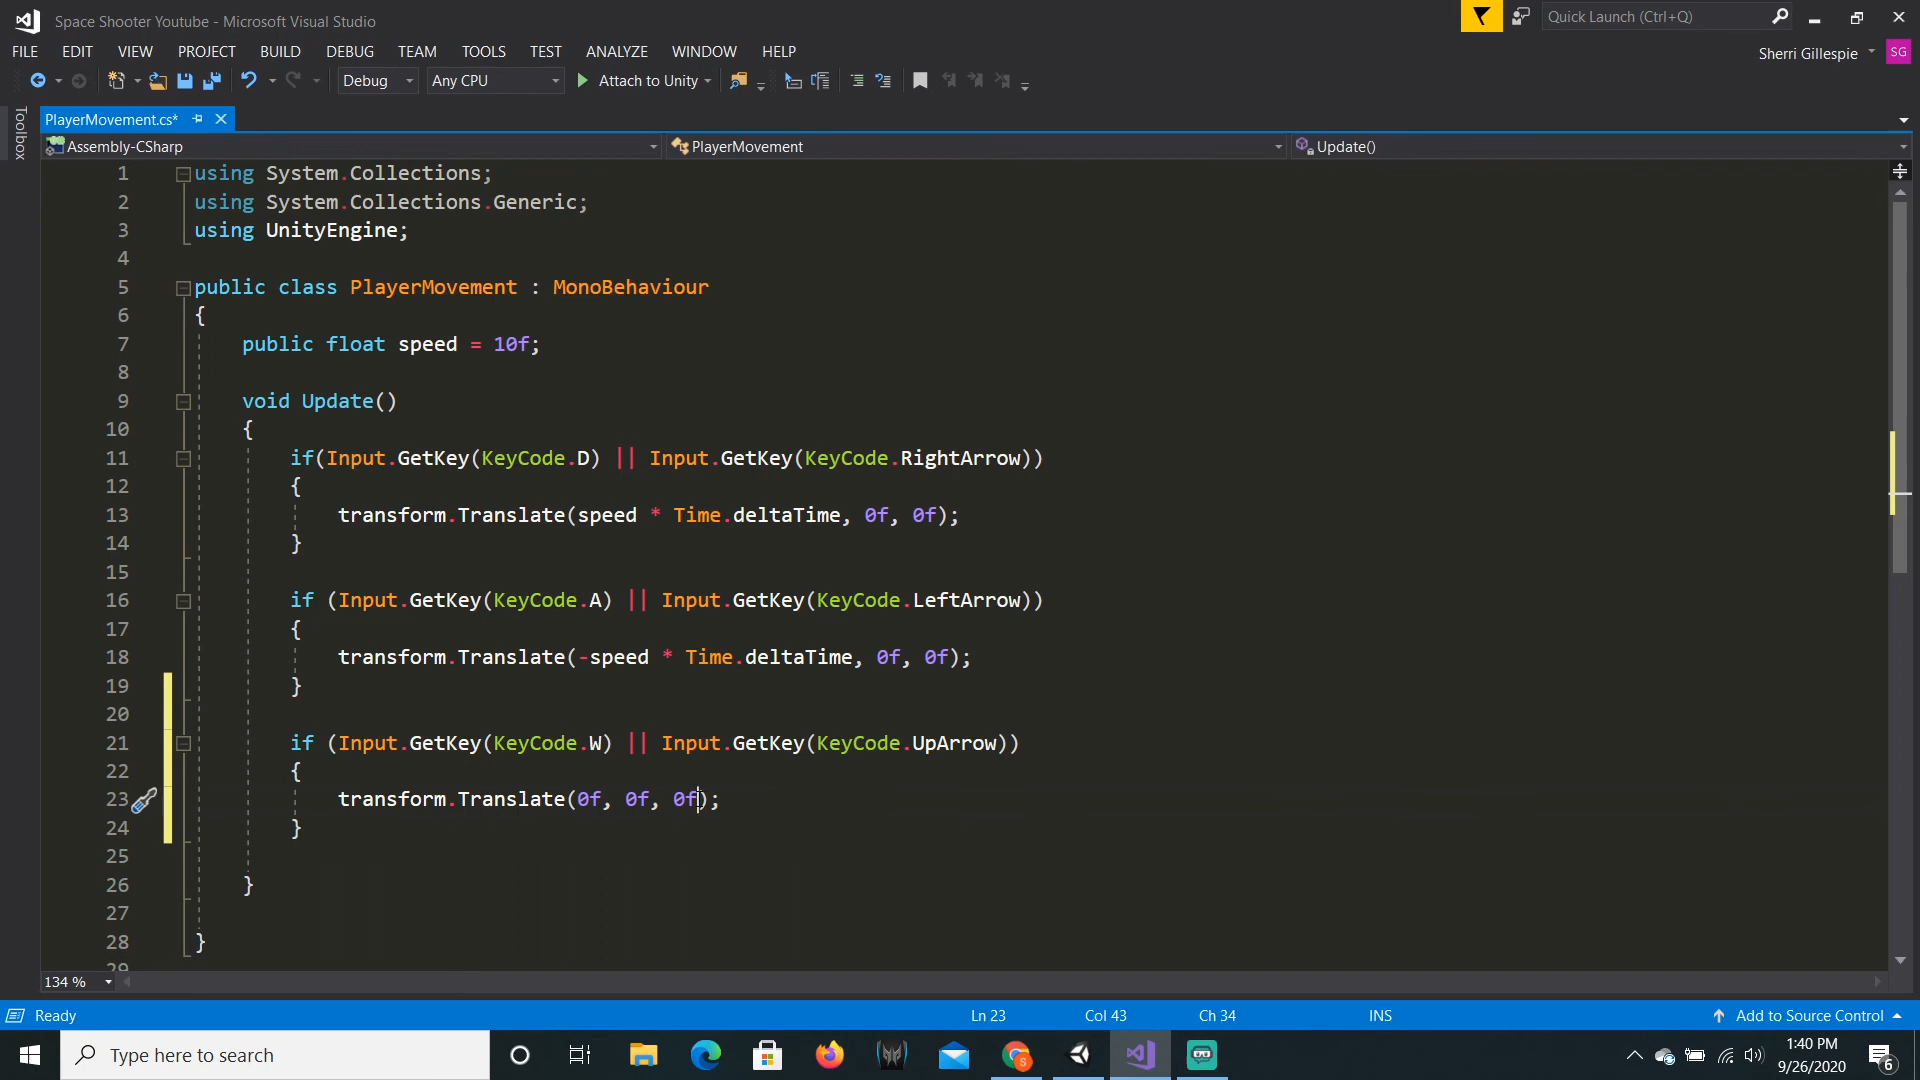 Space Shooter Youtube - Microsoft Visual Studio
Quick Launch (Ctrl+Q)
FILE EDIT VIEW PROJECT BUILD DEBUG TEAM TOOLS TEST ANALYZE WINDOW HELP
Sherri Gillespie SG
Debug Any CPU Attach to Unity
Toolbox
PlayerMovement.cs*
Assembly-CSharp PlayerMovement Update()
1 using System.Collections;
2 using System.Collections.Generic;
3 using UnityEngine;
4
5 public class PlayerMovement : MonoBehaviour
6 {
7 public float speed = 10f;
8
9 void Update()
10 {
11 if(Input.GetKey(KeyCode.D) || Input.GetKey(KeyCode.RightArrow))
12 {
13 transform.Translate(speed * Time.deltaTime, 0f, 0f);
14 }
15
16 if (Input.GetKey(KeyCode.A) || Input.GetKey(KeyCode.LeftArrow))
17 {
18 transform.Translate(-speed * Time.deltaTime, 0f, 0f);
19 }
20
21 if (Input.GetKey(KeyCode.W) || Input.GetKey(KeyCode.UpArrow))
22 {
23 transform.Translate(0f, 0f, 0f);
24 }
25
26 }
27
28 }
29
134 %
Ready Ln 23 Col 43 Ch 34 INS Add to Source Control
Type here to search
1:40 PM
9/26/2020
6